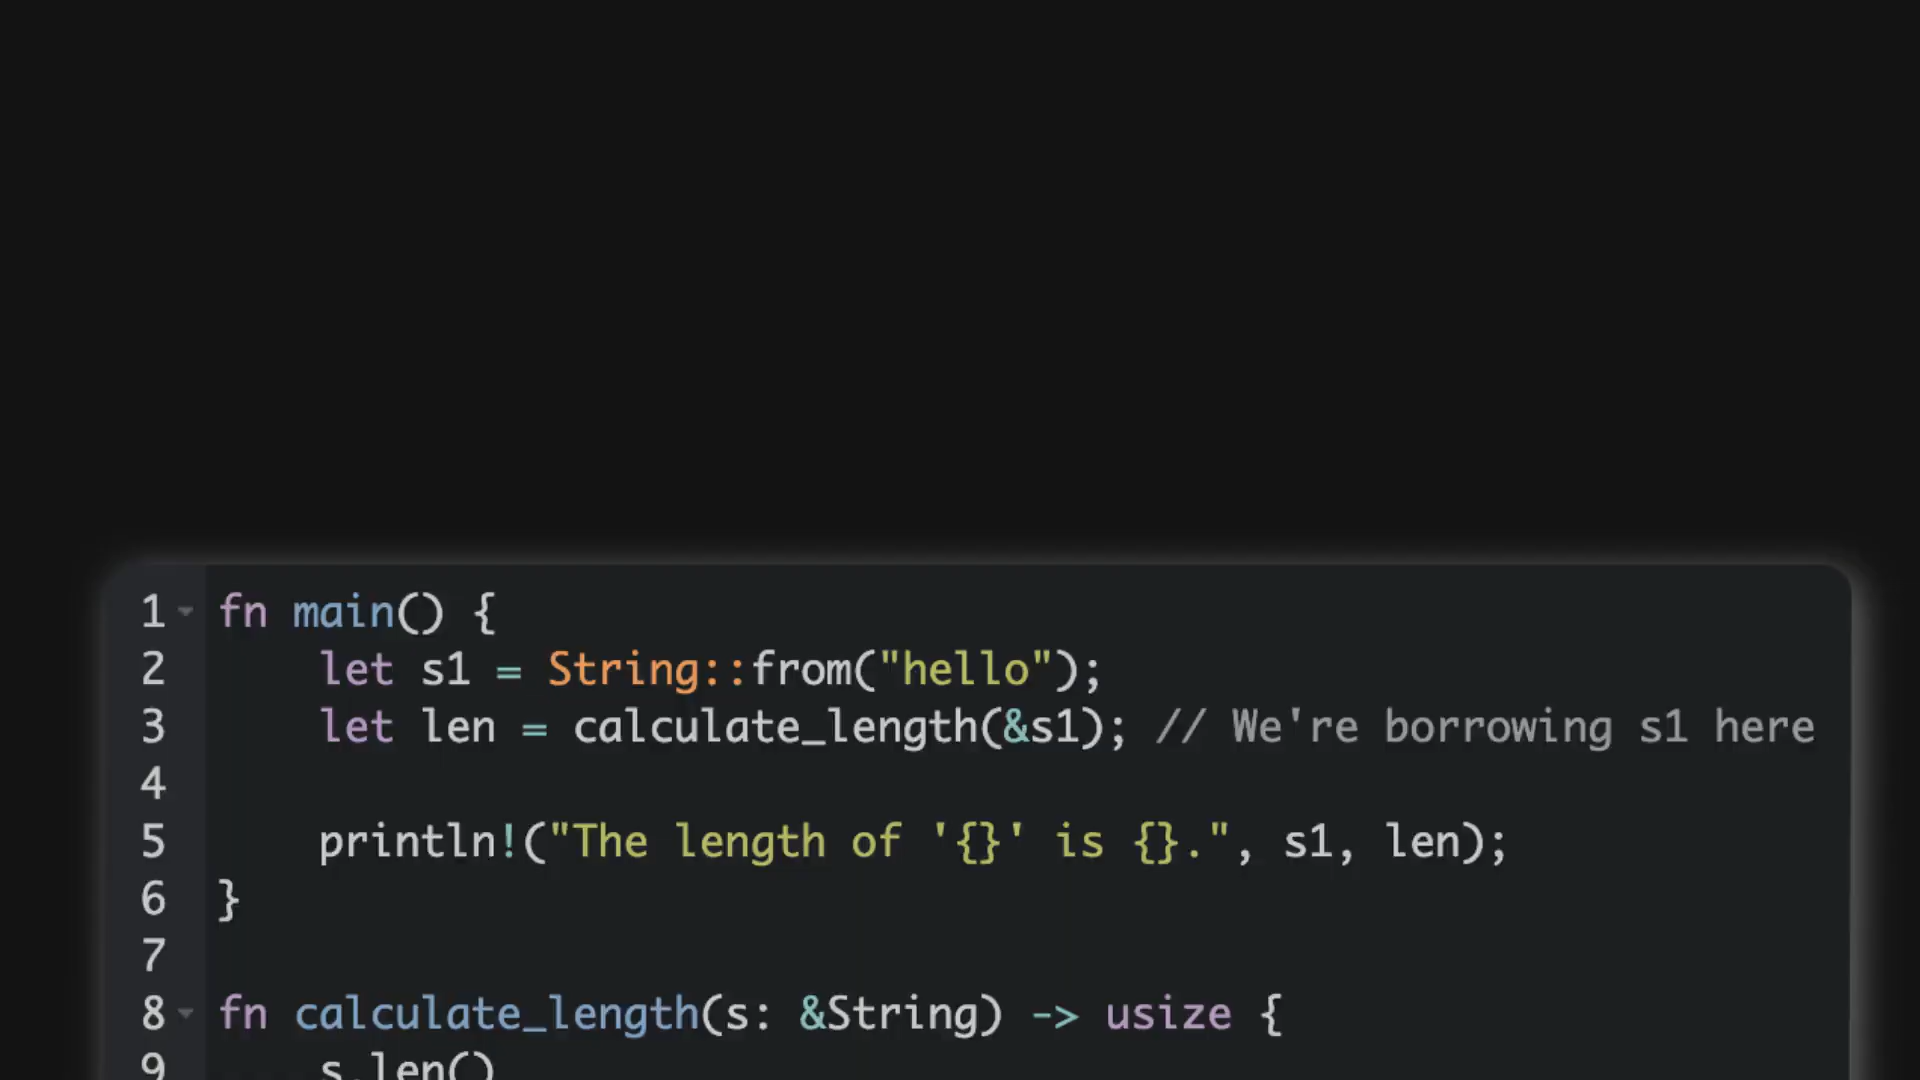 1 fn main() {
2 let s1 = String::from("hello");
3 let len = calculate_length(&s1); // We're borrowing s1 here
4
5 println!("The length of '{}' is {}.", s1, len);
6 }
7
8 fn calculate_length(s: &String) -> usize {
9 s.len()